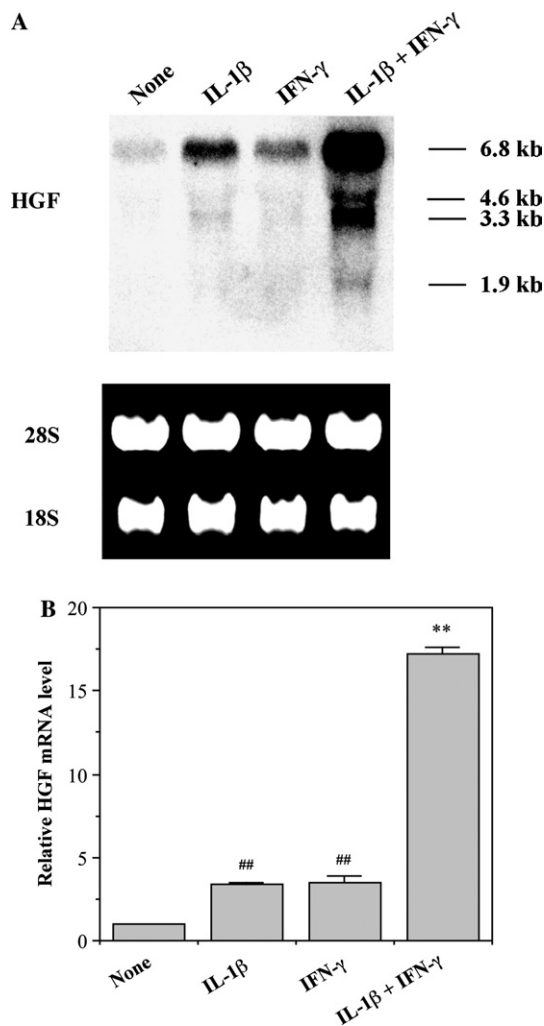 A
None
IL-1β
IFN-γ
IL-1β + IFN-γ
HGF
6.8 kb
4.6 kb
3.3 kb
1.9 kb
28S
18S
B
Relative HGF mRNA level
20
15
10
5
0
##
##
**
None
IL-1β
IFN-γ
IL-1β + IFN-γ